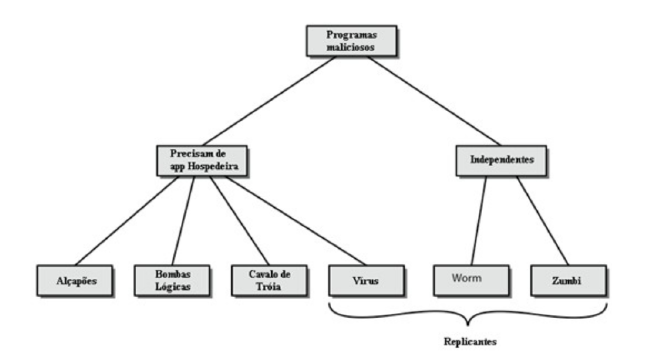 Programas
maliciosos
Precisam de
app Hospedeira
Independentes
Alçapões
Bombas
Lógicas
Cavalo de
Tróia
Virus
Worm
Zumbi
Replicantes